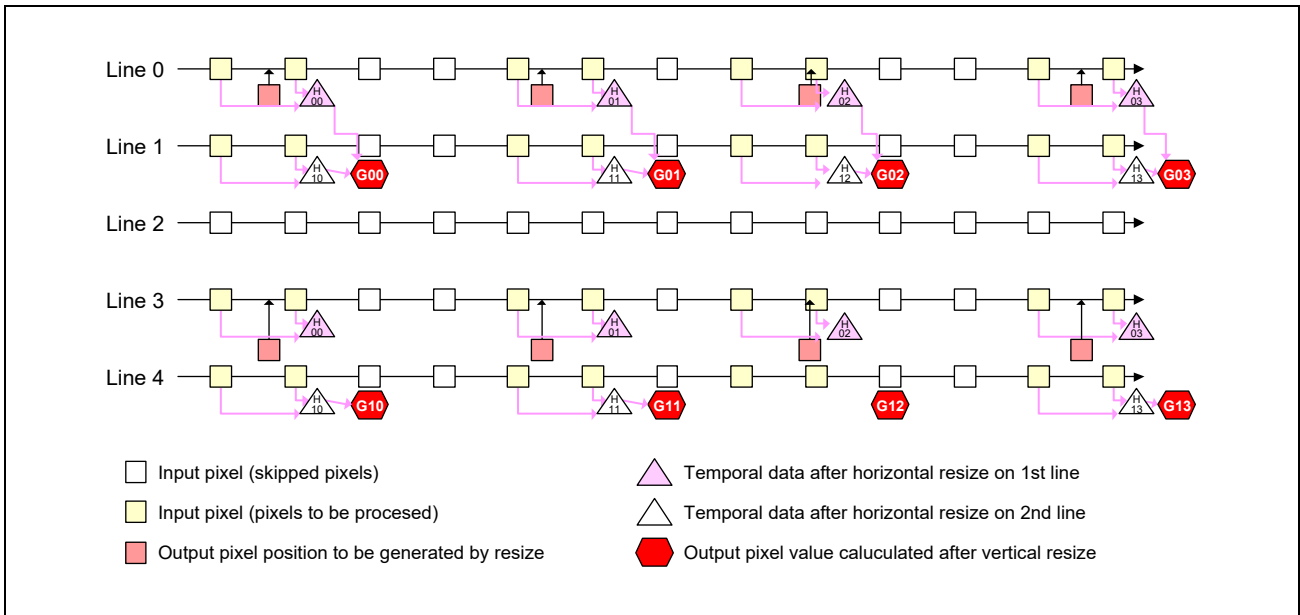 Line 0
H 00
H 01
H 02
H 03
Line 1
H 10
G00
H 11
G01
H 12
G02
H 13
G03
Line 2
Line 3
H 00
H 01
H 02
H 03
Line 4
H 10
G10
H 11
G11
G12
H 13
G13
Input pixel (skipped pixels)
Temporal data after horizontal resize on 1st line
Input pixel (pixels to be procesed)
Temporal data after horizontal resize on 2nd line
Output pixel position to be generated by resize
Output pixel value caluculated after vertical resize